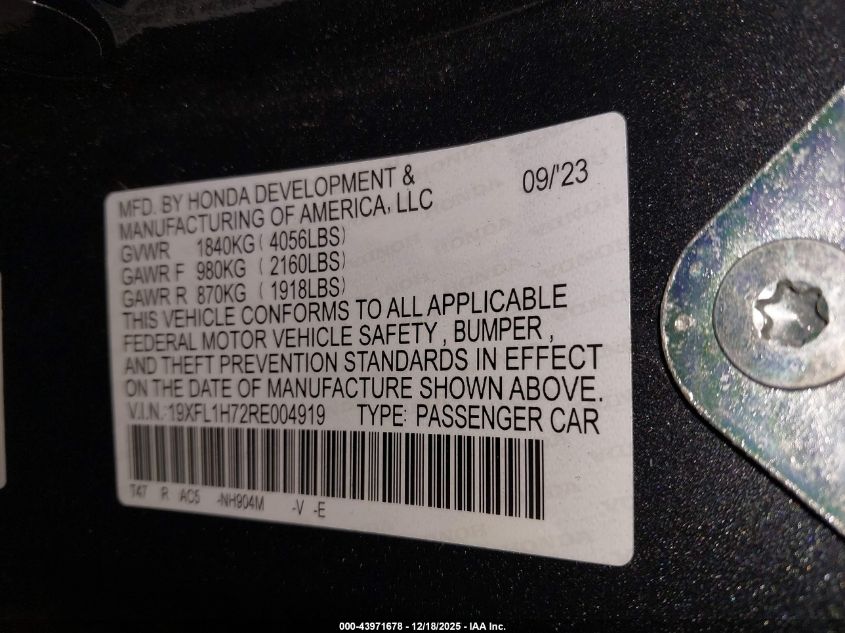 MFD. BY HONDA DEVELOPMENT & 09/'23
MANUFACTURING OF AMERICA, LLC
GVWR 1840KG ( 4056LBS)
GAWR F 980KG ( 2160LBS)
GAWR R 870KG ( 1918LBS)
THIS VEHICLE CONFORMS TO ALL APPLICABLE
FEDERAL MOTOR VEHICLE SAFETY , BUMPER ,
AND THEFT PREVENTION STANDARDS IN EFFECT
ON THE DATE OF MANUFACTURE SHOWN ABOVE.
V.I.N.: 19XFL1H72RE004919 TYPE: PASSENGER CAR
T47 R AC5 -NH904M -V -E
000-43971678 - 12/18/2025 - IAA Inc.